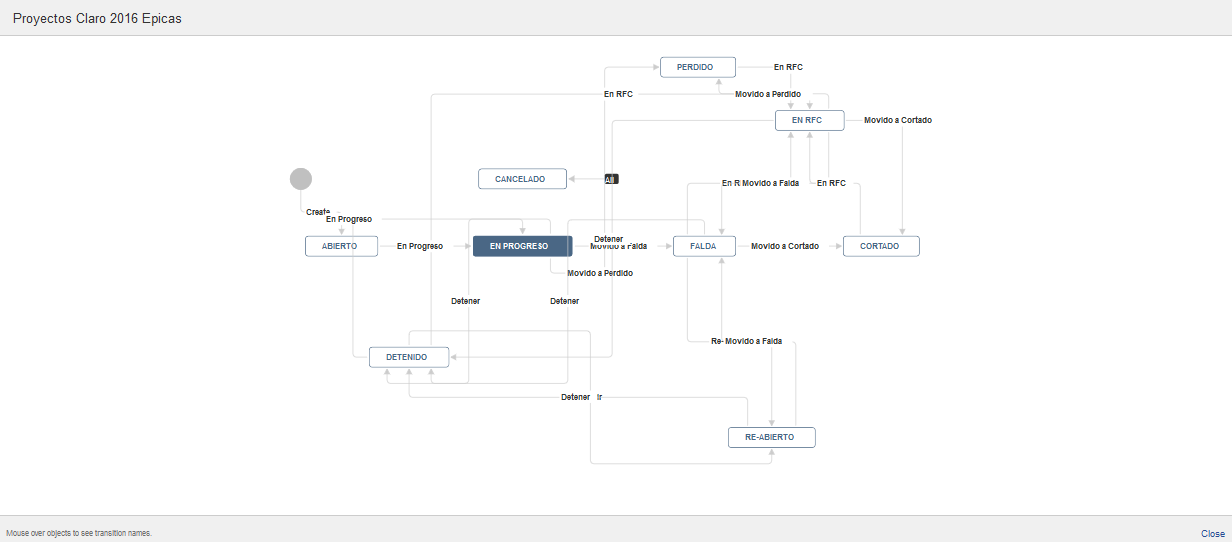 Proyectos Claro 2016 Epicas
PERDIDO
En RFC
En RFC
Movido a Perdido
EN RFC
Movido a Cortado
CANCELADO
All
En R
Movido a Falda
En RFC
Create
En Progreso
ABIERTO
En Progreso
EN PROGRESO
Detener
Movido a Falda
FALDA
Movido a Cortado
CORTADO
Movido a Perdido
Detener
Detener
Re-
Movido a Falda
DETENIDO
Detener
ir
RE-ABIERTO
Mouse over objects to see transition names.
Close